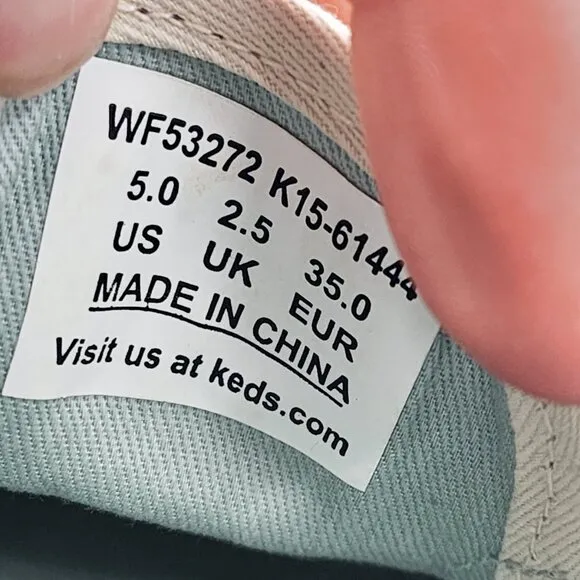 WF53272 K15-61444
5.0 2.5 35.0
US UK EUR
MADE IN CHINA
Visit us at keds.com